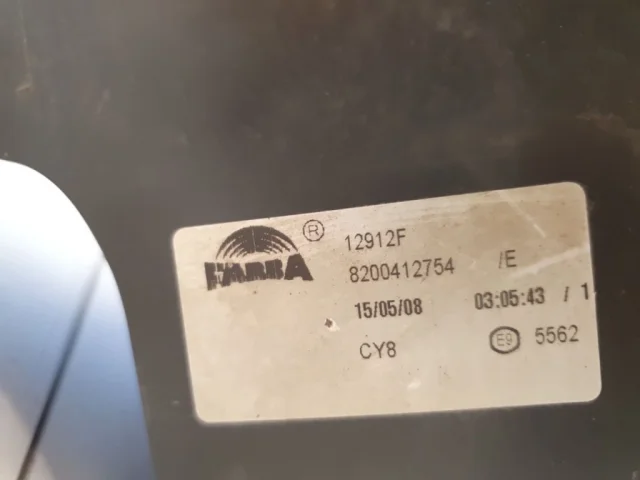 FARBA ®
12912F
8200412754 /E
15/05/08 03:05:43 / 1
CY8 E9 5562